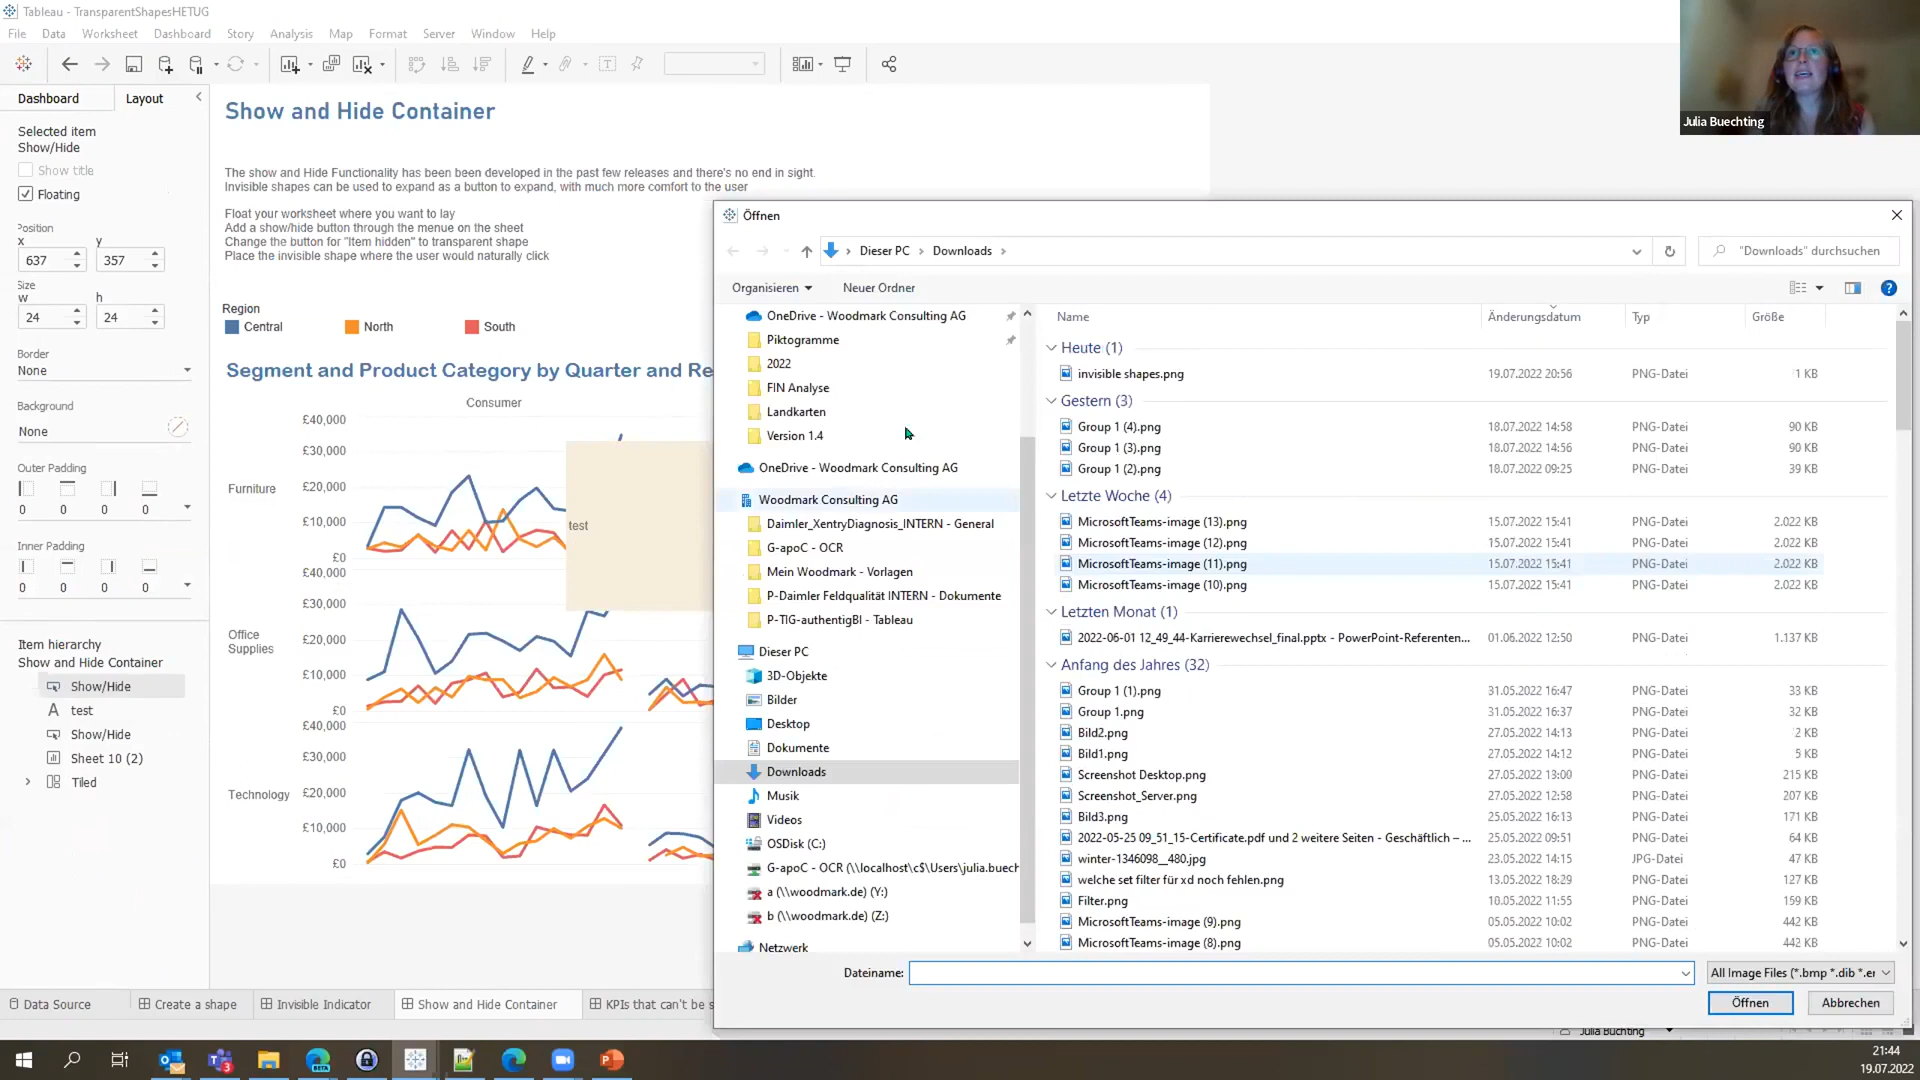 Tableau - TransparentShapesHETUG
File Data Worksheet Dashboard Story Analysis Map Format Server Window Help
Dashboard Layout
Selected item
Show/Hide
Show title
Floating
Position
x y
637 357
Size
w h
24 24
Border
None
Background
None
Outer Padding
0 0 0 0
Inner Padding
0 0 0 0
Item hierarchy
Show and Hide Container
Show/Hide
test
Show/Hide
Sheet 10 (2)
Tiled
Show and Hide Container
The show and Hide Functionality has been been developed in the past few releases and there's no end in sight.
Invisible shapes can be used to expand as a button to expand, with much more comfort to the user
Float your worksheet where you want to lay
Add a show/hide button through the menue on the sheet
Change the button for "Item hidden" to transparent shape
Place the invisible shape where the user would naturally click
Region
Central North South
Segment and Product Category by Quarter and Re
Consumer
Furniture
£40,000
£30,000
£20,000
£10,000
£0
test
Office
Supplies
£40,000
£30,000
£20,000
£10,000
£0
Technology
£40,000
£30,000
£20,000
£10,000
£0
Julia Buechting
Öffnen
Dieser PC Downloads
"Downloads" durchsuchen
Organisieren Neuer Ordner
OneDrive - Woodmark Consulting AG
Piktogramme
2022
FIN Analyse
Landkarten
Version 1.4
OneDrive - Woodmark Consulting AG
Woodmark Consulting AG
Daimler_XentryDiagnosis_INTERN - General
G-apoC - OCR
Mein Woodmark - Vorlagen
P-Daimler Feldqualität INTERN - Dokumente
P-TIG-authentigBI - Tableau
Dieser PC
3D-Objekte
Bilder
Desktop
Dokumente
Downloads
Musik
Videos
OSDisk (C:)
G-apoC - OCR (\\localhost\c$\Users\julia.buech
a (\\woodmark.de) (Y:)
b (\\woodmark.de) (Z:)
Netzwerk
Name Änderungsdatum Typ Größe
Heute (1)
invisible shapes.png 19.07.2022 20:56 PNG-Datei 1 KB
Gestern (3)
Group 1 (4).png 18.07.2022 14:58 PNG-Datei 90 KB
Group 1 (3).png 18.07.2022 14:56 PNG-Datei 90 KB
Group 1 (2).png 18.07.2022 09:25 PNG-Datei 39 KB
Letzte Woche (4)
MicrosoftTeams-image (13).png 15.07.2022 15:41 PNG-Datei 2.022 KB
MicrosoftTeams-image (12).png 15.07.2022 15:41 PNG-Datei 2.022 KB
MicrosoftTeams-image (11).png 15.07.2022 15:41 PNG-Datei 2.022 KB
MicrosoftTeams-image (10).png 15.07.2022 15:41 PNG-Datei 2.022 KB
Letzten Monat (1)
2022-06-01 12_49_44-Karrierewechsel_final.pptx - PowerPoint-Referenten... 01.06.2022 12:50 PNG-Datei 1.137 KB
Anfang des Jahres (32)
Group 1 (1).png 31.05.2022 16:47 PNG-Datei 33 KB
Group 1.png 31.05.2022 16:37 PNG-Datei 32 KB
Bild2.png 27.05.2022 14:13 PNG-Datei 2 KB
Bild1.png 27.05.2022 14:12 PNG-Datei 5 KB
Screenshot Desktop.png 27.05.2022 13:00 PNG-Datei 215 KB
Screenshot_Server.png 27.05.2022 12:58 PNG-Datei 207 KB
Bild3.png 25.05.2022 16:13 PNG-Datei 171 KB
2022-05-25 09_51_15-Certificate.pdf und 2 weitere Seiten - Geschäftlich – ... 25.05.2022 09:51 PNG-Datei 64 KB
winter-1346098__480.jpg 23.05.2022 14:15 JPG-Datei 47 KB
welche set filter für xd noch fehlen.png 13.05.2022 18:29 PNG-Datei 127 KB
Filter.png 10.05.2022 11:55 PNG-Datei 159 KB
MicrosoftTeams-image (9).png 05.05.2022 10:02 PNG-Datei 442 KB
MicrosoftTeams-image (8).png 05.05.2022 10:02 PNG-Datei 442 KB
Dateiname: All Image Files (*.bmp *.dib *.er
Öffnen Abbrechen
Data Source Create a shape Invisible Indicator Show and Hide Container KPIs that can't be s
Julia Büchting
21:44
19.07.2022